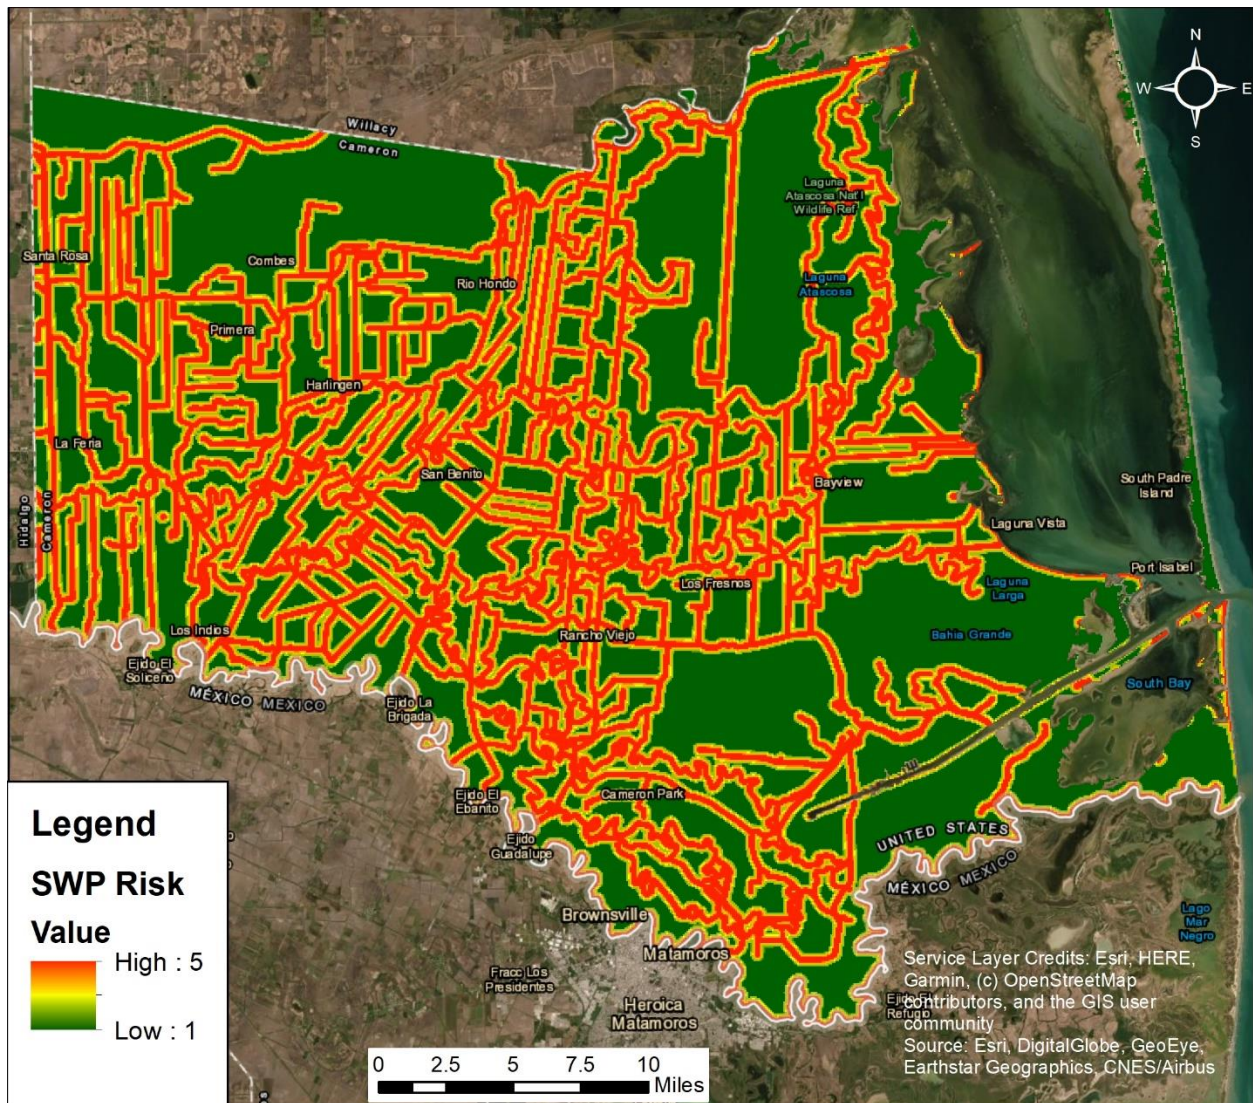 N
W E
S
Willacy
Cameron
Laguna
Atascosa Nat'l
Wildlife Ref
Santa Rosa
Combes
Rio Hondo
Laguna
Atascosa
Primera
Harlingen
La Feria
San Benito
Bayview
South Padre
Island
Hidalgo
Cameron
Laguna Vista
Port Isabel
Los Fresnos
Laguna
Larga
Los Indios
Rancho Viejo
Bahia Grande
Ejido El
Soliceño
MÉXICO MEXICO
Ejido La
Brigada
South Bay
Ejido El
Ebanito
Cameron Park
Ejido
Guadalupe
UNITED STATES
MÉXICO MEXICO
Brownsville
Matamoros
Lago
Mar
Negro
Fracc Los
Presidentes
Heroica
Matamoros
Ejido El
Refugio
Legend
SWP Risk
Value
High : 5
Low : 1
0 2.5 5 7.5 10
Miles
Service Layer Credits: Esri, HERE,
Garmin, (c) OpenStreetMap
contributors, and the GIS user
community
Source: Esri, DigitalGlobe, GeoEye,
Earthstar Geographics, CNES/Airbus